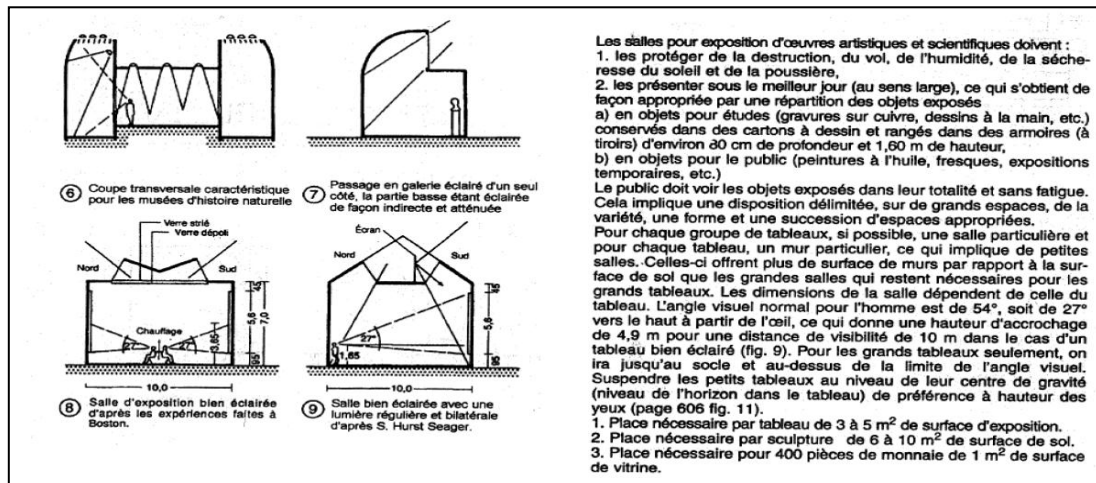 ⑥ Coupe transversale caractéristique
pour les musées d'histoire naturelle
⑦ Passage en galerie éclairé d'un seul
côté, la partie basse étant éclairée
de façon indirecte et atténuée
Verre strié
Verre dépoli
Nord
Sud
Chauffage
27°
27°
3,65
95
5,6
45
7,0
10,0
⑧ Salle d'exposition bien éclairée
d'après les expériences faites à
Boston.
Écran
Nord
Sud
27°
1,65
45
5,6
95
10,0
⑨ Salle bien éclairée avec une
lumière régulière et bilatérale
d'après S. Hurst Seager.
Les salles pour exposition d'œuvres artistiques et scientifiques doivent :
1. les protéger de la destruction, du vol, de l'humidité, de la séche-
resse du soleil et de la poussière,
2. les présenter sous le meilleur jour (au sens large), ce qui s'obtient de
façon appropriée par une répartition des objets exposés
a) en objets pour études (gravures sur cuivre, dessins à la main, etc.)
conservés dans des cartons à dessin et rangés dans des armoires (à
tiroirs) d'environ 80 cm de profondeur et 1,60 m de hauteur,
b) en objets pour le public (peintures à l'huile, fresques, expositions
temporaires, etc.)
Le public doit voir les objets exposés dans leur totalité et sans fatigue.
Cela implique une disposition délimitée, sur de grands espaces, de la
variété, une forme et une succession d'espaces appropriées.
Pour chaque groupe de tableaux, si possible, une salle particulière et
pour chaque tableau, un mur particulier, ce qui implique de petites
salles. Celles-ci offrent plus de surface de murs par rapport à la sur-
face de sol que les grandes salles qui restent nécessaires pour les
grands tableaux. Les dimensions de la salle dépendent de celle du
tableau. L'angle visuel normal pour l'homme est de 54°, soit de 27°
vers le haut à partir de l'œil, ce qui donne une hauteur d'accrochage
de 4,9 m pour une distance de visibilité de 10 m dans le cas d'un
tableau bien éclairé (fig. 9). Pour les grands tableaux seulement, on
ira jusqu'au socle et au-dessus de la limite de l'angle visuel.
Suspendre les petits tableaux au niveau de leur centre de gravité
(niveau de l'horizon dans le tableau) de préférence à hauteur des
yeux (page 606 fig. 11).
1. Place nécessaire par tableau de 3 à 5 m² de surface d'exposition.
2. Place nécessaire par sculpture de 6 à 10 m² de surface de sol.
3. Place nécessaire pour 400 pièces de monnaie de 1 m² de surface
de vitrine.